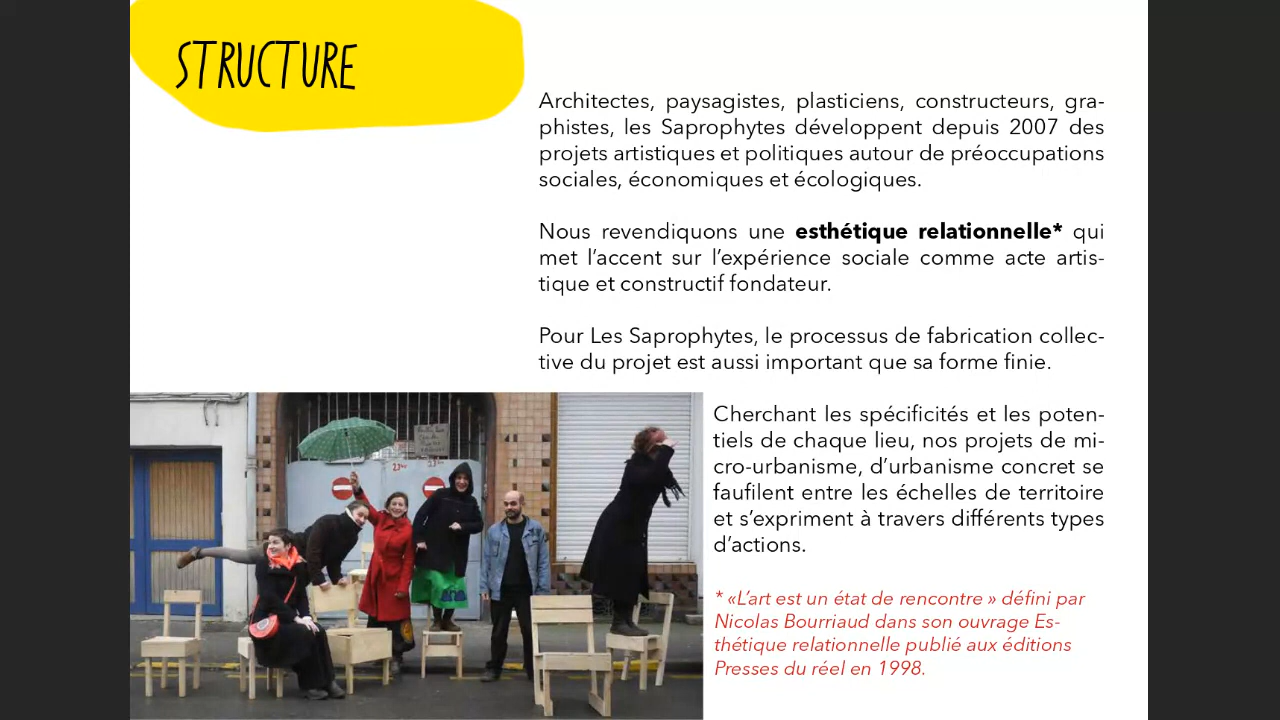 STRUCTURE
Architectes, paysagistes, plasticiens, constructeurs, gra-
phistes, les Saprophytes développent depuis 2007 des
projets artistiques et politiques autour de préoccupations
sociales, économiques et écologiques.
Nous revendiquons une esthétique relationnelle* qui
met l’accent sur l’expérience sociale comme acte artis-
tique et constructif fondateur.
Pour Les Saprophytes, le processus de fabrication collec-
tive du projet est aussi important que sa forme finie.
Cherchant les spécificités et les poten-
tiels de chaque lieu, nos projets de mi-
cro-urbanisme, d’urbanisme concret se
faufilent entre les échelles de territoire
et s’expriment à travers différents types
d’actions.
* «L’art est un état de rencontre » défini par
Nicolas Bourriaud dans son ouvrage Es-
thétique relationnelle publié aux éditions
Presses du réel en 1998.